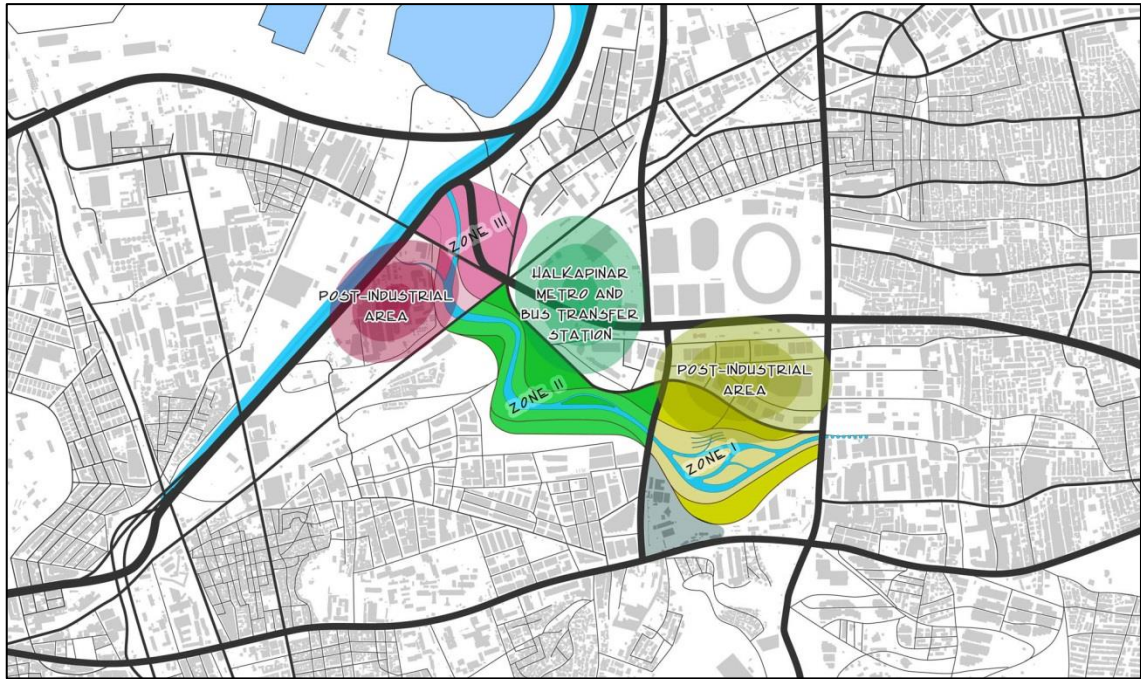 ZONE III
POST-INDUSTRIAL
AREA
HALKAPINAR
METRO AND
BUS TRANSFER
STATION
ZONE II
POST-INDUSTRIAL
AREA
ZONE I